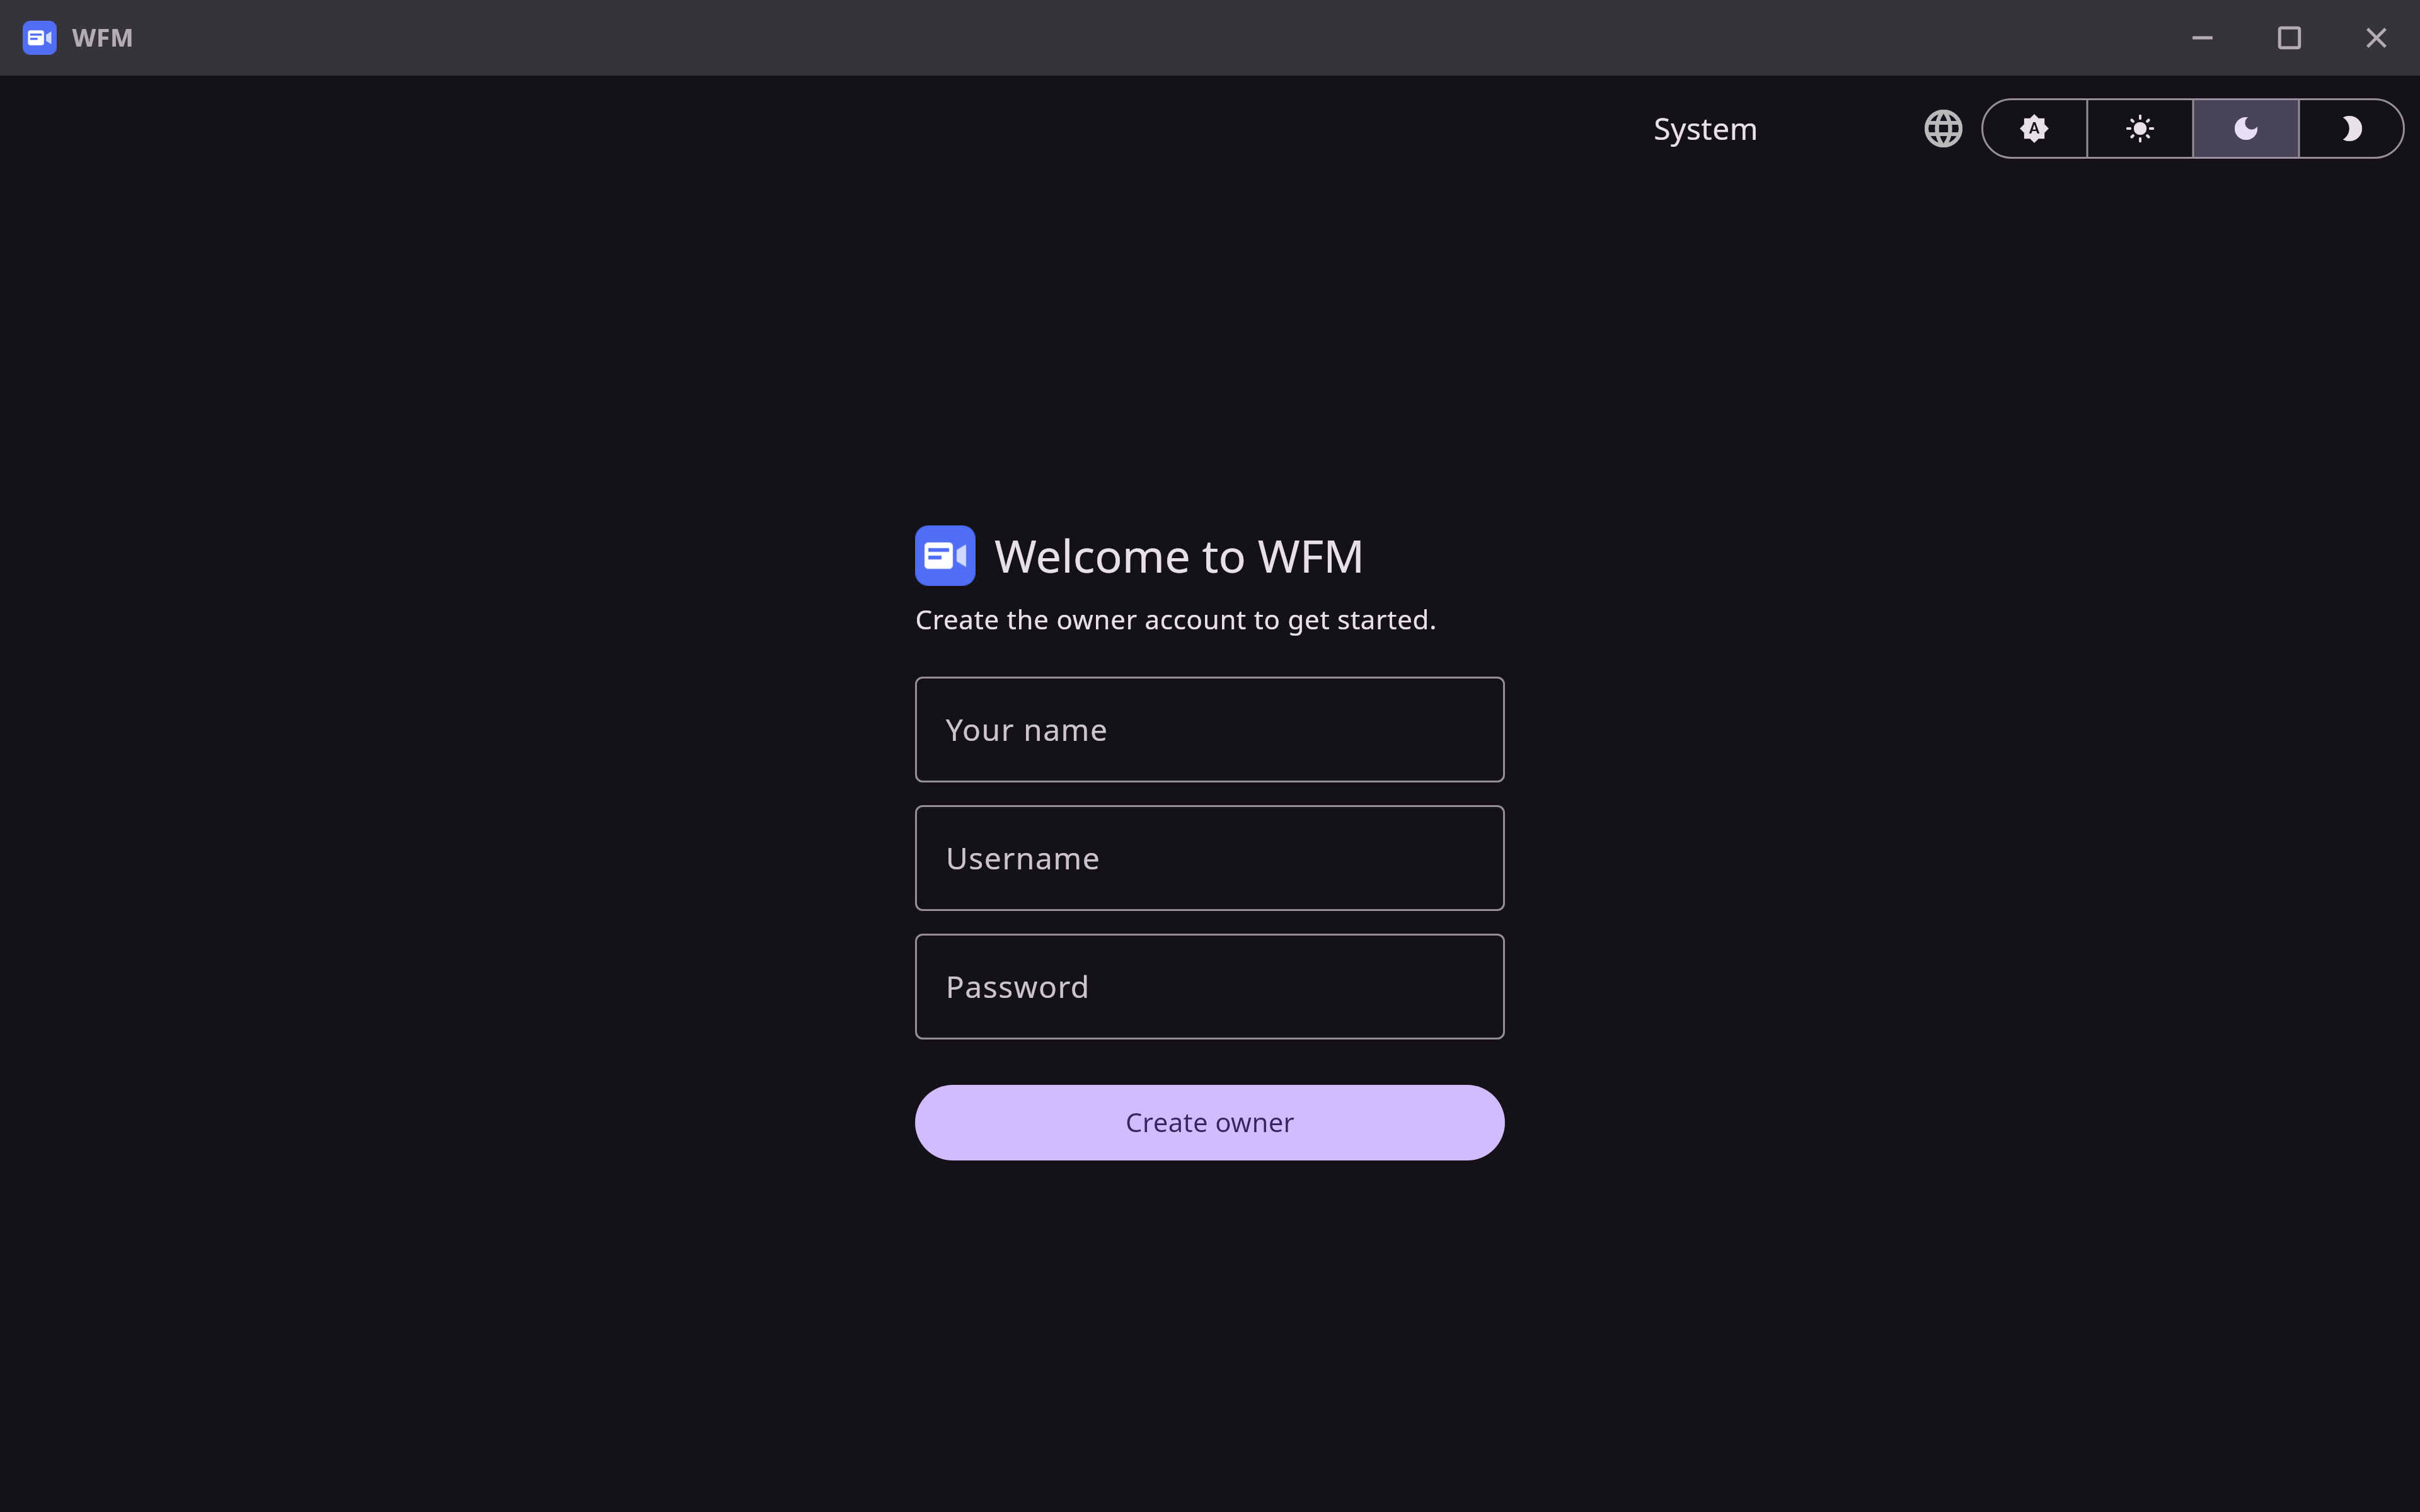 WFM
System
A
Welcome to WFM
Create the owner account to get started.
Your name
Username
Password
Create owner